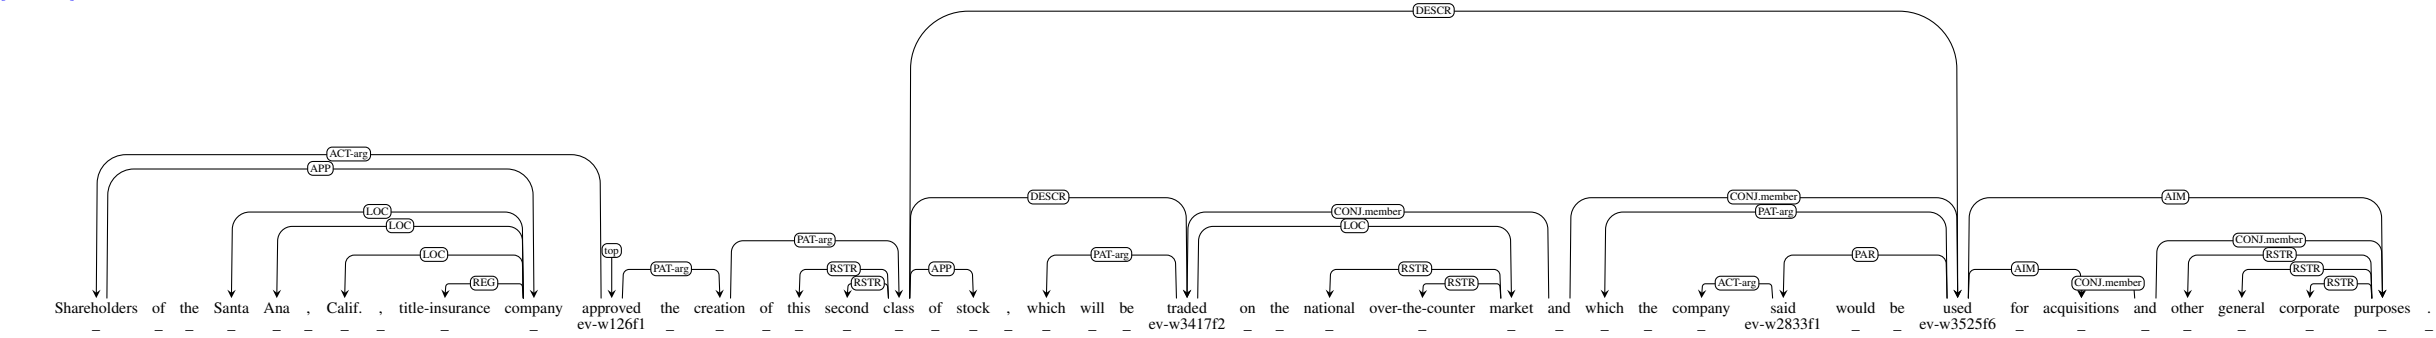 DESCR
ACT-arg
APP
DESCR CONJ.member AIM
LOC CONJ.member PAT-arg
LOC LOC
PAT-arg CONJ.member
top
LOC PAT-arg PAR RSTR
PAT-arg RSTR APP RSTR AIM RSTR
REG RSTR RSTR ACT-arg CONJ.member RSTR
Shareholders of the Santa Ana , Calif. , title-insurance company approved the creation of this second class of stock , which will be traded on the national over-the-counter market and which the company said would be used for acquisitions and other general corporate purposes .
_ _ _ _ _ _ _ _ _ _ ev-w126f1 _ _ _ _ _ _ _ _ _ _ _ _ ev-w3417f2 _ _ _ _ _ _ _ _ _ ev-w2833f1 _ _ ev-w3525f6 _ _ _ _ _ _ _ _